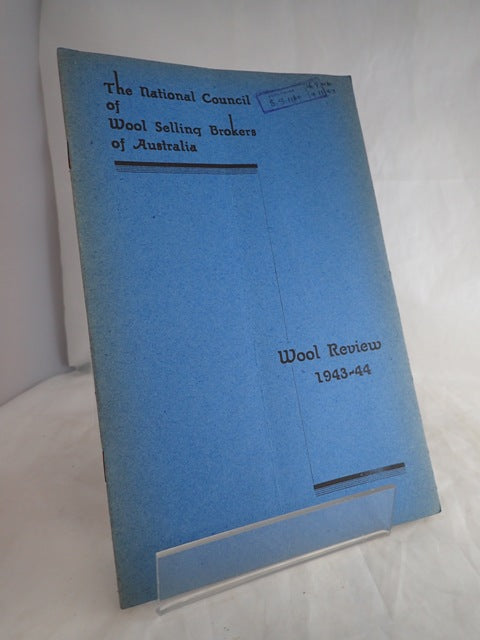 The National Council
of
Wool Selling Brokers
of Australia
Wool Review
1943-44